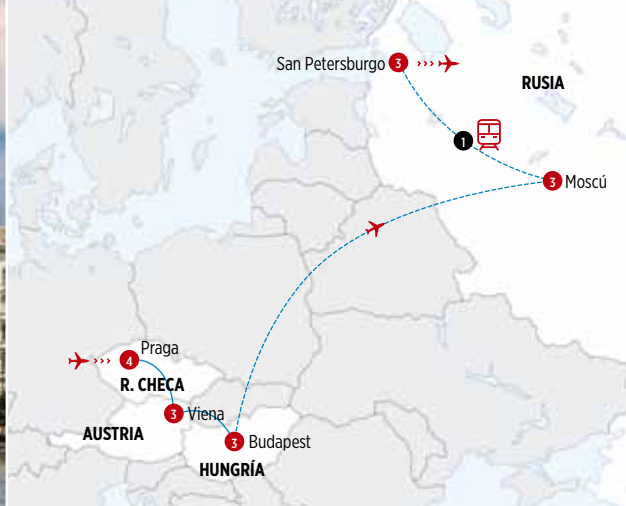 San Petersburgo 3
RUSIA
1
3 Moscú
Praga
4
R. CHECA
3 Viena
AUSTRIA
3 Budapest
HUNGRÍA